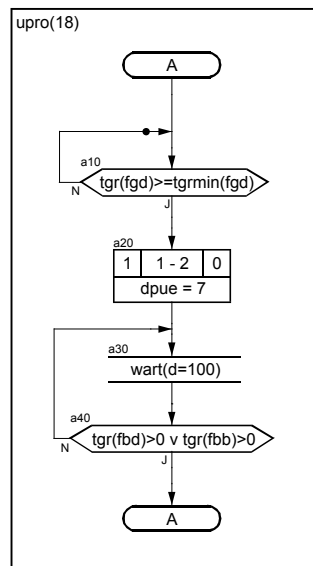 upro(18)
A
a10
tgr(fgd)>=tgrmin(fgd)
N
J
a20
1 1 - 2 0
dpue = 7
a30
wart(d=100)
a40
tgr(fbd)>0 v tgr(fbb)>0
N
J
A